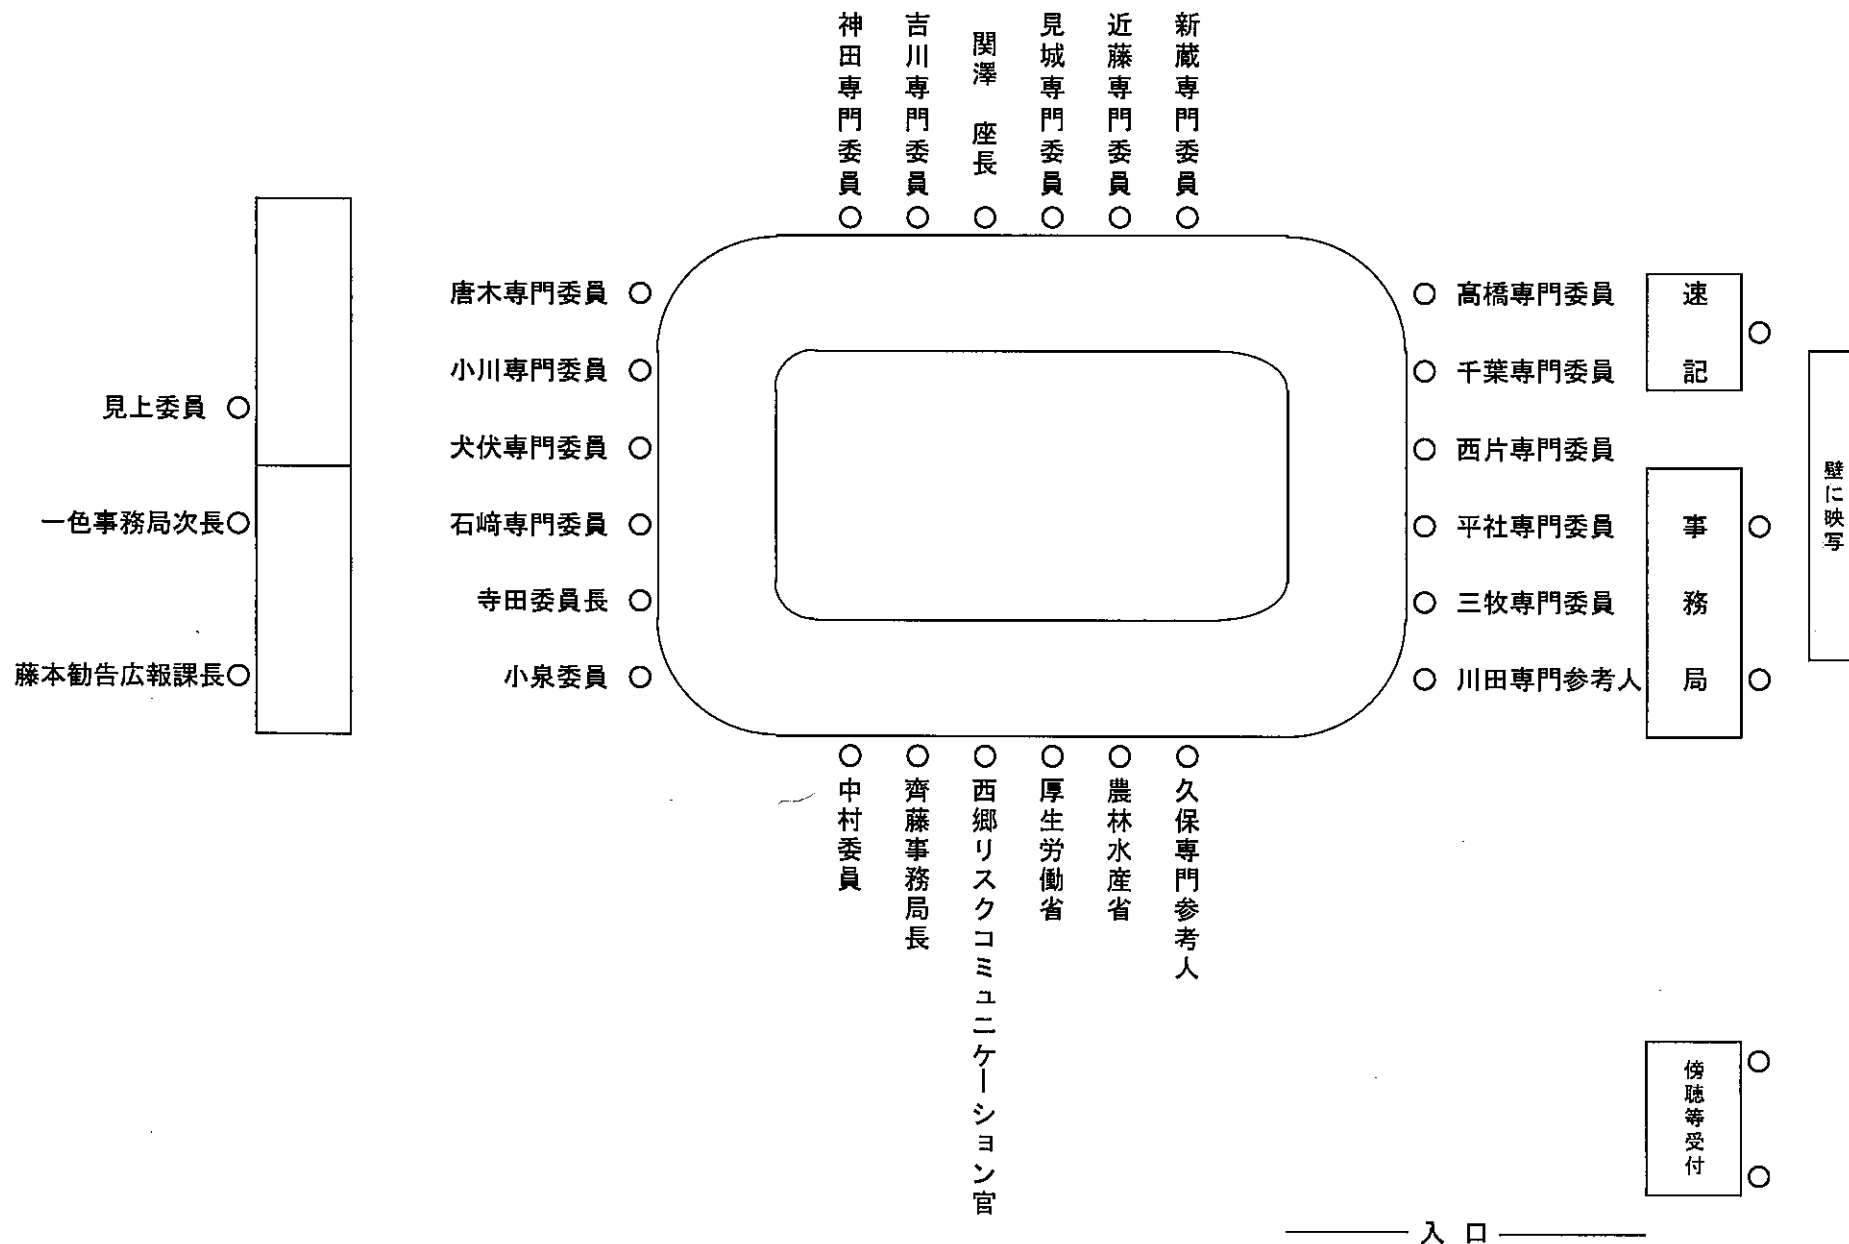 神田専門委員
吉川専門委員
関澤 座長
見城専門委員
近藤専門委員
新蔵専門委員
唐木専門委員
小川専門委員
犬伏専門委員
石﨑専門委員
寺田委員長
小泉委員
見上委員
一色事務局次長
藤本勧告広報課長
髙橋専門委員
千葉専門委員
西片専門委員
平社専門委員
三牧専門委員
川田専門参考人
速記
事務局
壁に映写
中村委員
齊藤事務局長
西郷リスクコミュニケーション官
厚生労働省
農林水産省
久保専門参考人
傍聴等受付
入口